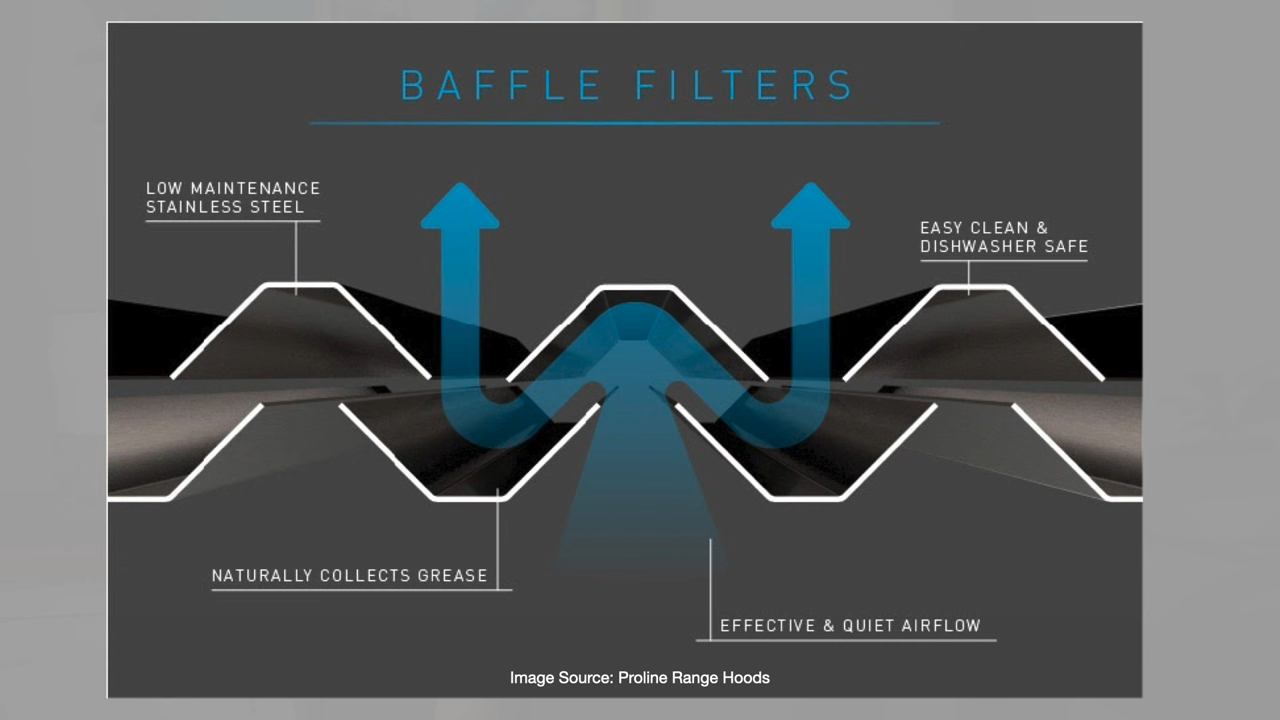 BAFFLE FILTERS
LOW MAINTENANCE
STAINLESS STEEL
EASY CLEAN &
DISHWASHER SAFE
NATURALLY COLLECTS GREASE
EFFECTIVE & QUIET AIRFLOW
Image Source: Proline Range Hoods